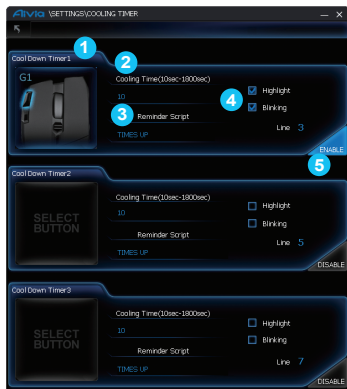 Aivia \SETTINGS\COOLING TIMER
1
2
Cool Down Timer1
G1
Cooling Time(10sec-1800sec)
10
3
Reminder Script
TIMES UP
4
Highlight
Blinking
Line 3
ENABLE
5
Cool Down Timer2
SELECT
BUTTON
Cooling Time(10sec-1800sec)
10
Reminder Script
TIMES UP
Highlight
Blinking
Line 5
DISABLE
Cool Down Timer3
SELECT
BUTTON
Cooling Time(10sec-1800sec)
10
Reminder Script
TIMES UP
Highlight
Blinking
Line 7
DISABLE